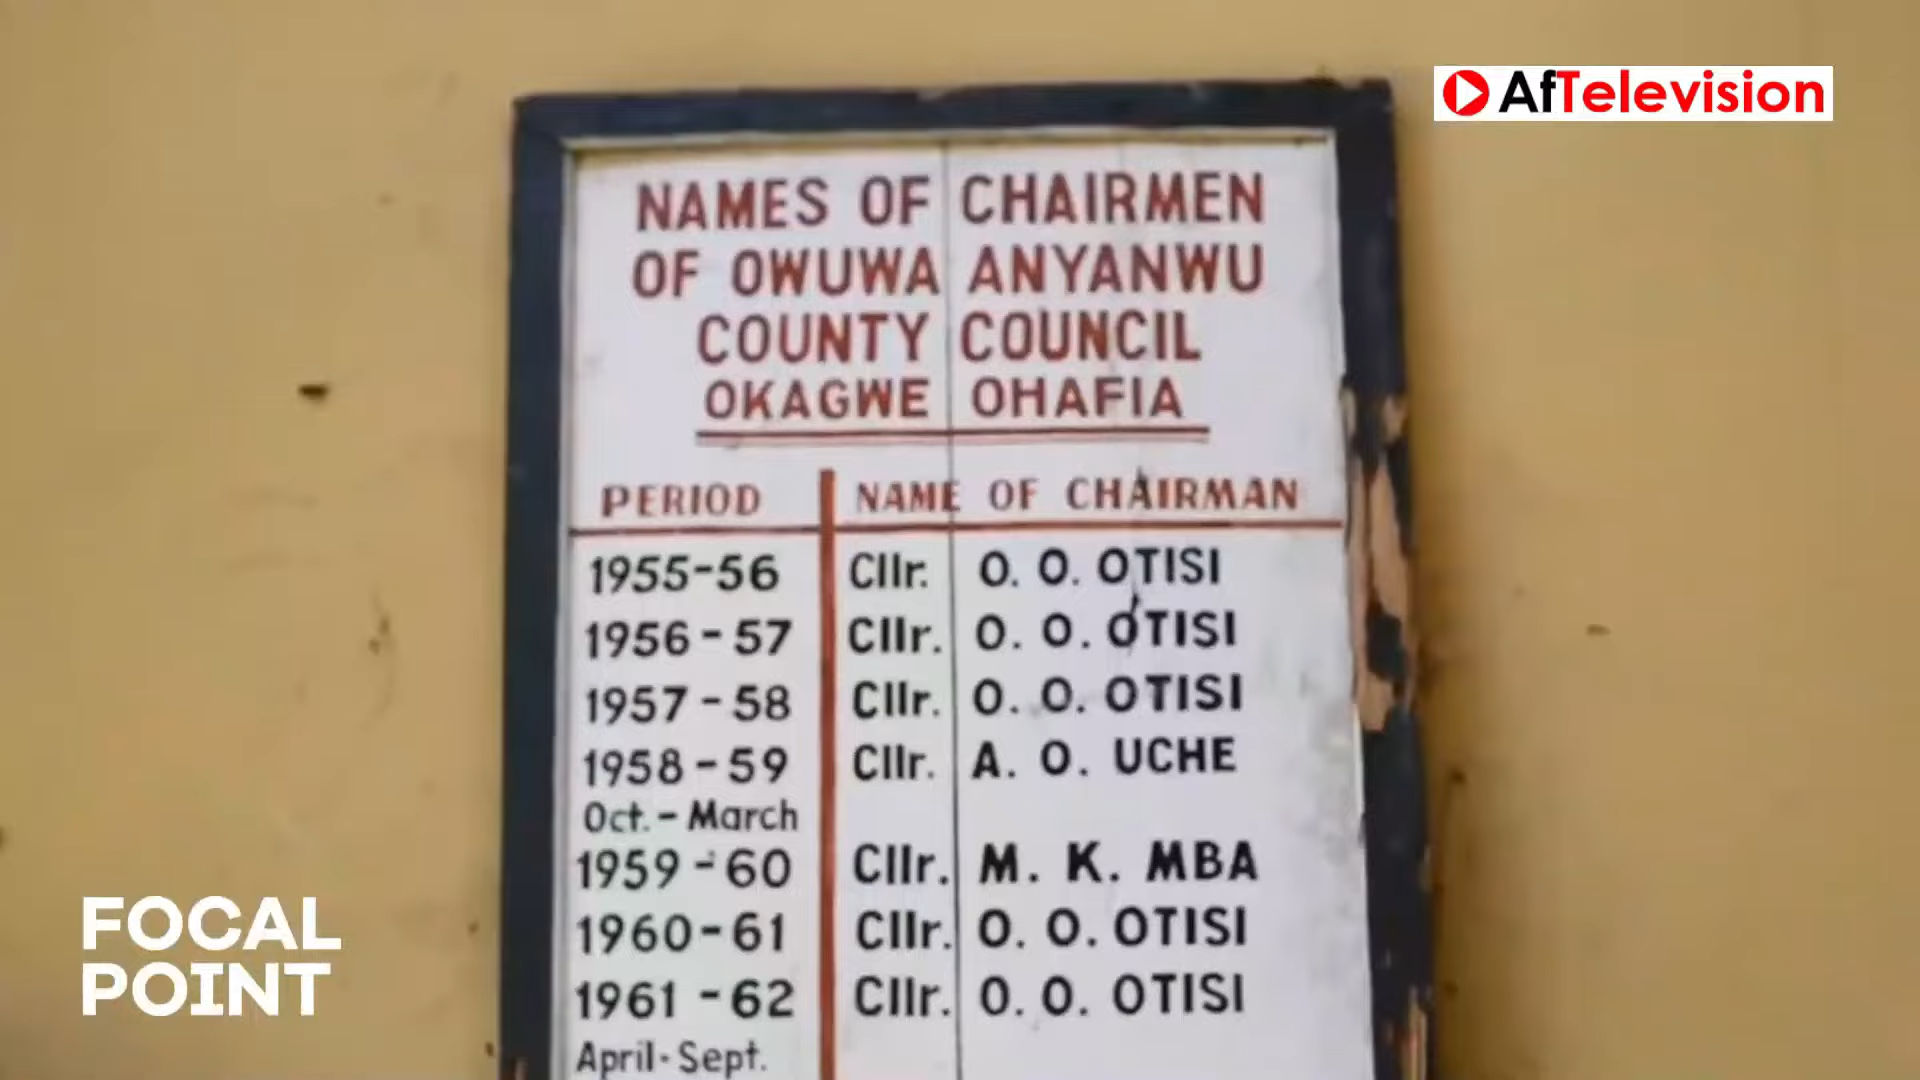 AfTelevision
NAMES OF CHAIRMEN
OF OWUWA ANYANWU
COUNTY COUNCIL
OKAGWE OHAFIA
PERIOD NAME OF CHAIRMAN
1955-56 Cllr. O. O. OTISI
1956-57 Cllr. O. O. OTISI
1957-58 Cllr. O. O. OTISI
1958-59 Cllr. A. O. UCHE
Oct.-March
1959-60 Cllr. M. K. MBA
1960-61 Cllr. O. O. OTISI
1961-62 Cllr. O. O. OTISI
April-Sept.
FOCAL
POINT